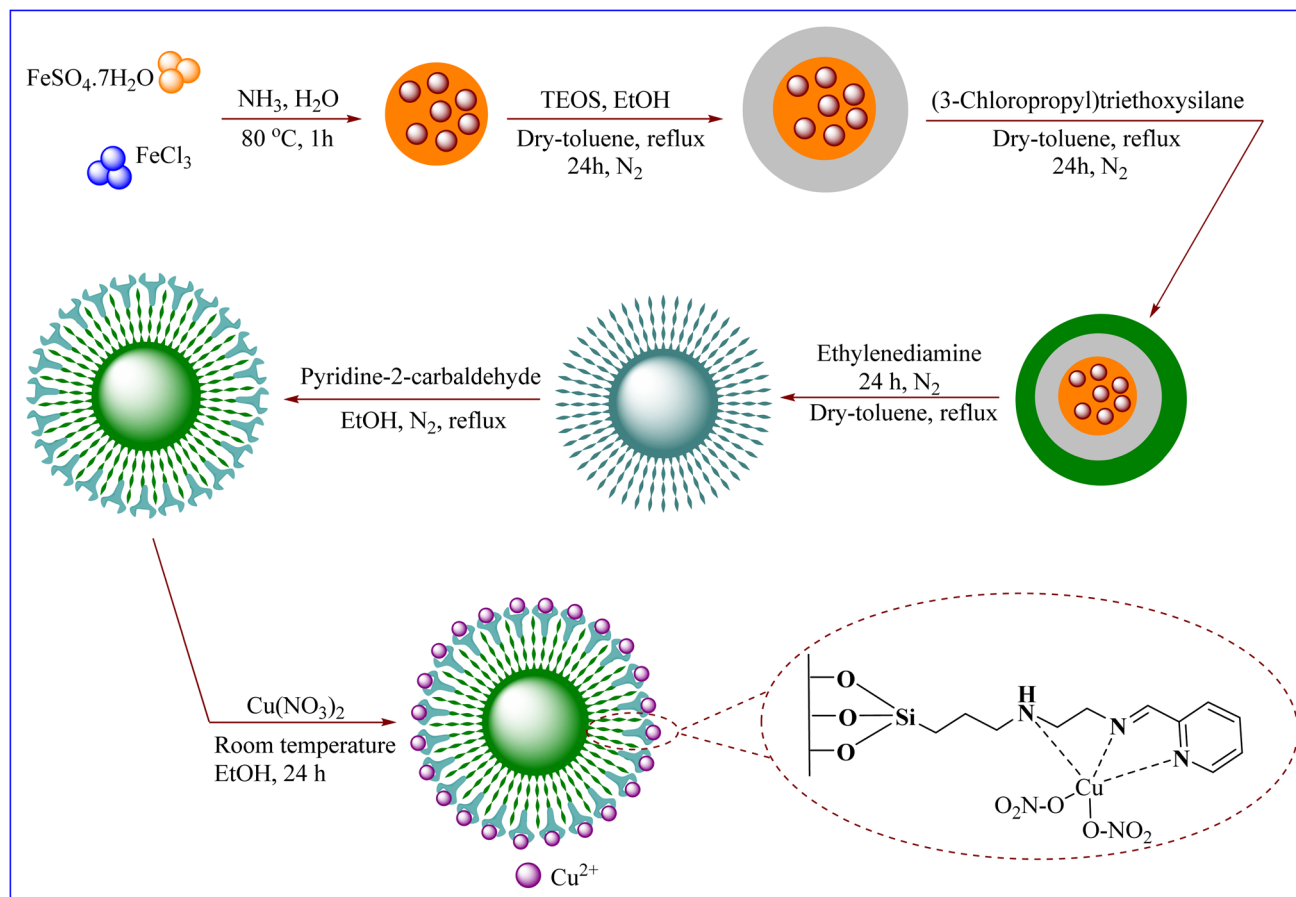 FeSO4.7H2O
FeCl3
NH3, H2O
80 °C, 1h
TEOS, EtOH
Dry-toluene, reflux
24h, N2
(3-Chloropropyl)triethoxysilane
Dry-toluene, reflux
24h, N2
Ethylenediamine
24 h, N2
Dry-toluene, reflux
Pyridine-2-carbaldehyde
EtOH, N2, reflux
Cu(NO3)2
Room temperature
EtOH, 24 h
Cu2+
O
O
O
Si
H
N
N
N
Cu
O2N-O
O-NO2